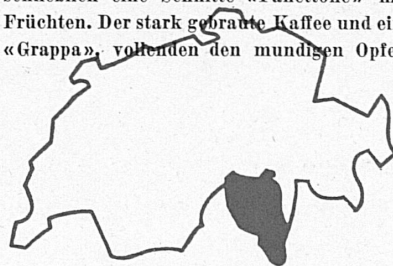 Früchten. Der stark gebraute Kaffee und ei
«Grappa», vollenden den mundigen Opfe